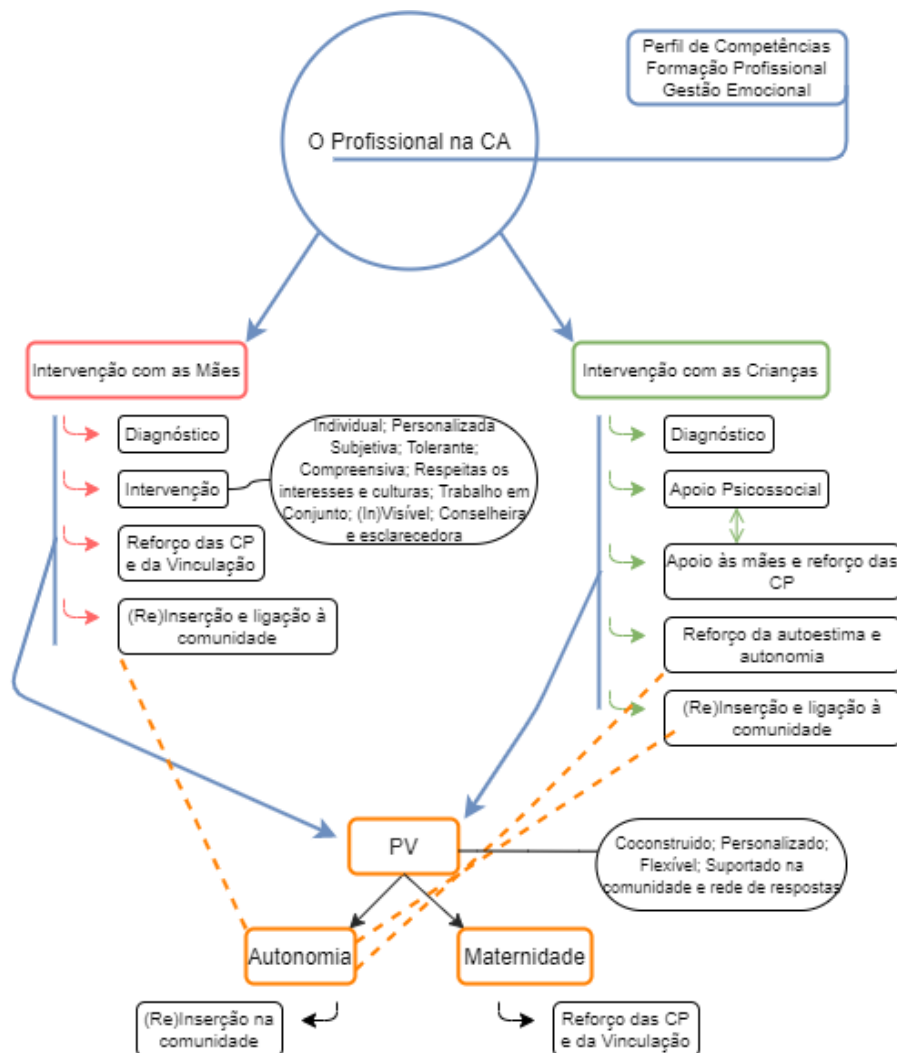 Perfil de Competências
Formação Profissional
Gestão Emocional
O Profissional na CA
Intervenção com as Mães
Diagnóstico
Intervenção
Individual; Personalizada
Subjetiva; Tolerante;
Compreensiva; Respeitas os
interesses e culturas; Trabalho em
Conjunto; (In)Visível; Conselheira
e esclarecedora
Reforço das CP
e da Vinculação
(Re)Inserção e ligação à
comunidade
Intervenção com as Crianças
Diagnóstico
Apoio Psicossocial
Apoio às mães e reforço das
CP
Reforço da autoestima e
autonomia
(Re)Inserção e ligação à
comunidade
PV
Coconstruido; Personalizado;
Flexível; Suportado na
comunidade e rede de respostas
Autonomia
Maternidade
(Re)Inserção na
comunidade
Reforço das CP
e da Vinculação